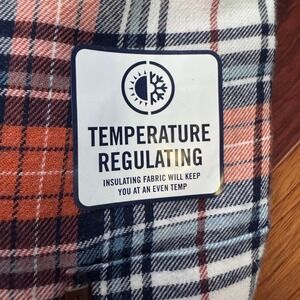 TEMPERATURE
REGULATING
INSULATING FABRIC WILL KEEP
YOU AT AN EVEN TEMP